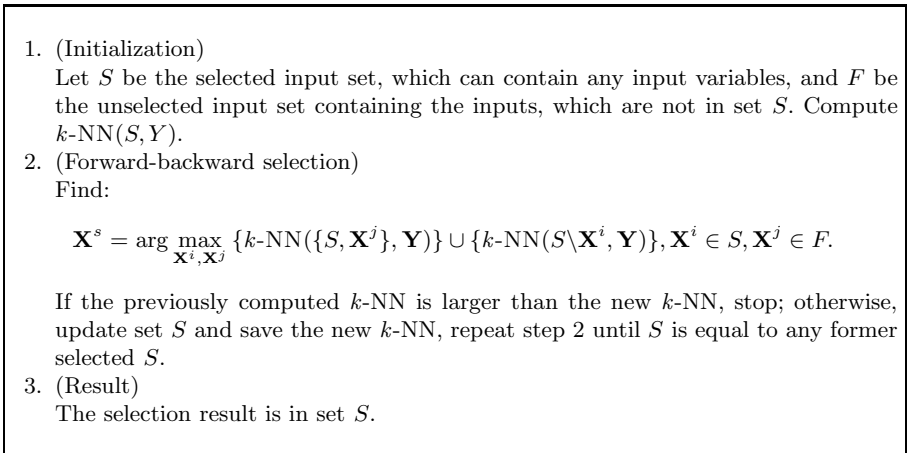 1. (Initialization)
Let S be the selected input set, which can contain any input variables, and F be
the unselected input set containing the inputs, which are not in set S. Compute
k-NN(S, Y).
2. (Forward-backward selection)
Find:
X^s = arg max_{X^i, X^j} {k-NN({S, X^j}, Y)} ∪ {k-NN(S\X^i, Y)}, X^i ∈ S, X^j ∈ F.
If the previously computed k-NN is larger than the new k-NN, stop; otherwise,
update set S and save the new k-NN, repeat step 2 until S is equal to any former
selected S.
3. (Result)
The selection result is in set S.